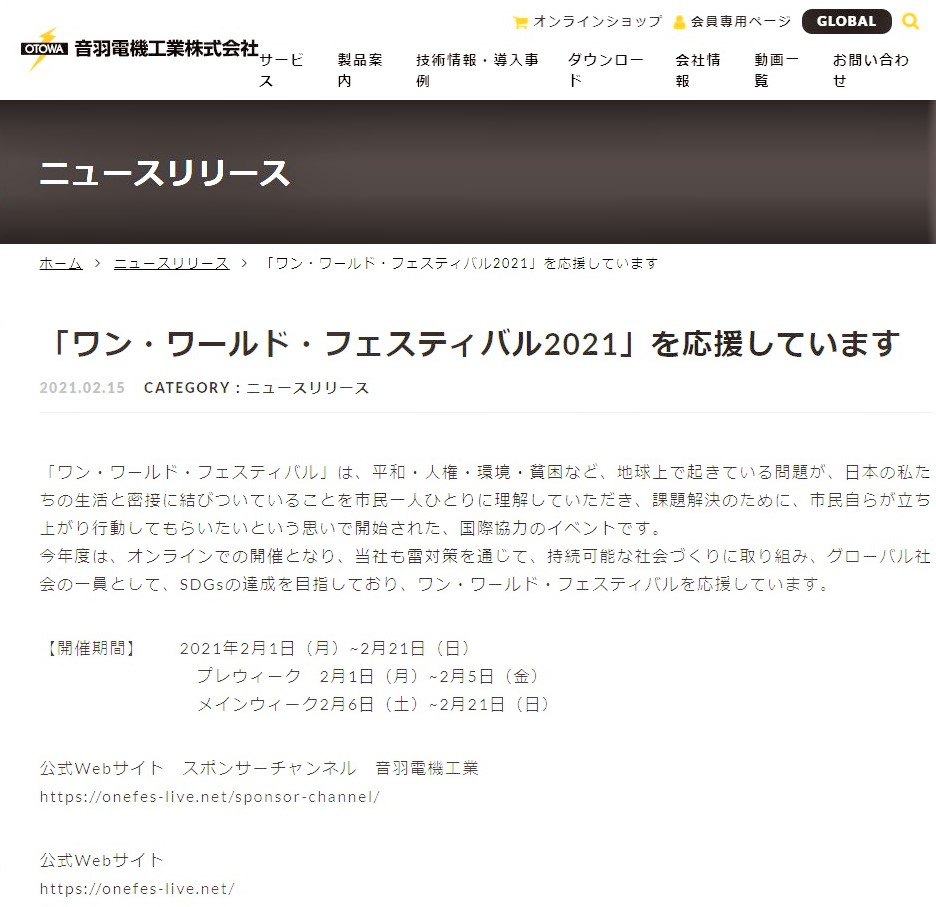 オンラインショップ 会員専用ページ GLOBAL
OTOWA 音羽電機工業株式会社
サービス 製品案内 技術情報・導入事例 ダウンロード 会社情報 動画一覧 お問い合わせ
ニュースリリース
ホーム > ニュースリリース > 「ワン・ワールド・フェスティバル2021」を応援しています
「ワン・ワールド・フェスティバル2021」を応援しています
2021.02.15 CATEGORY：ニュースリリース
「ワン・ワールド・フェスティバル」は、平和・人権・環境・貧困など、地球上で起きている問題が、日本の私た
ちの生活と密接に結びついていることを市民一人ひとりに理解していただき、課題解決のために、市民自らが立ち
上がり行動してもらいたいという思いで開始された、国際協力のイベントです。
今年度は、オンラインでの開催となり、当社も雷対策を通じて、持続可能な社会づくりに取り組み、グローバル社
会の一員として、SDGsの達成を目指しており、ワン・ワールド・フェスティバルを応援しています。
【開催期間】 2021年2月1日（月）~2月21日（日）
プレウィーク 2月1日（月）~2月5日（金）
メインウィーク2月6日（土）~2月21日（日）
公式Webサイト スポンサーチャンネル 音羽電機工業
https://onefes-live.net/sponsor-channel/
公式Webサイト
https://onefes-live.net/